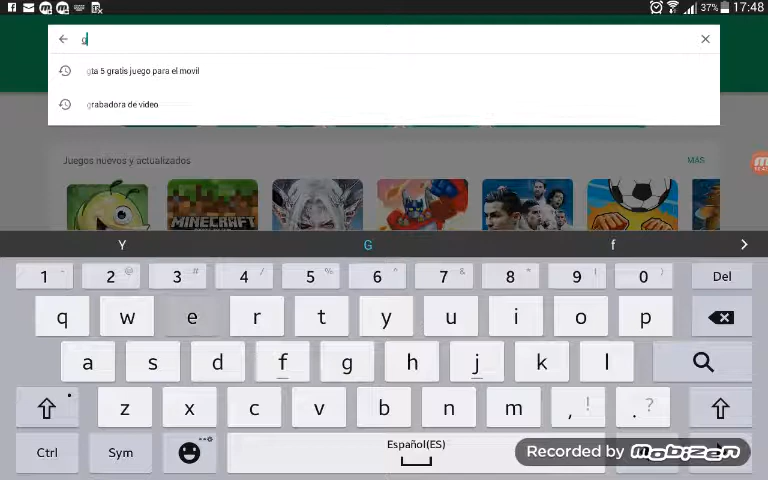 37% 17:48
g
gta 5 gratis juego para el movil
grabadora de video
Juegos nuevos y actualizados MÁS
MINECRAFT
Y G f
1 - 2 @ 3 # 4 / 5 % 6 ^ 7 & 8 * 9 ( 0 ) Del
q w e r t y u i o p
a s d f g h j k l
z x c v b n m , ! . ?
Ctrl Sym Español(ES)
Recorded by mobizen